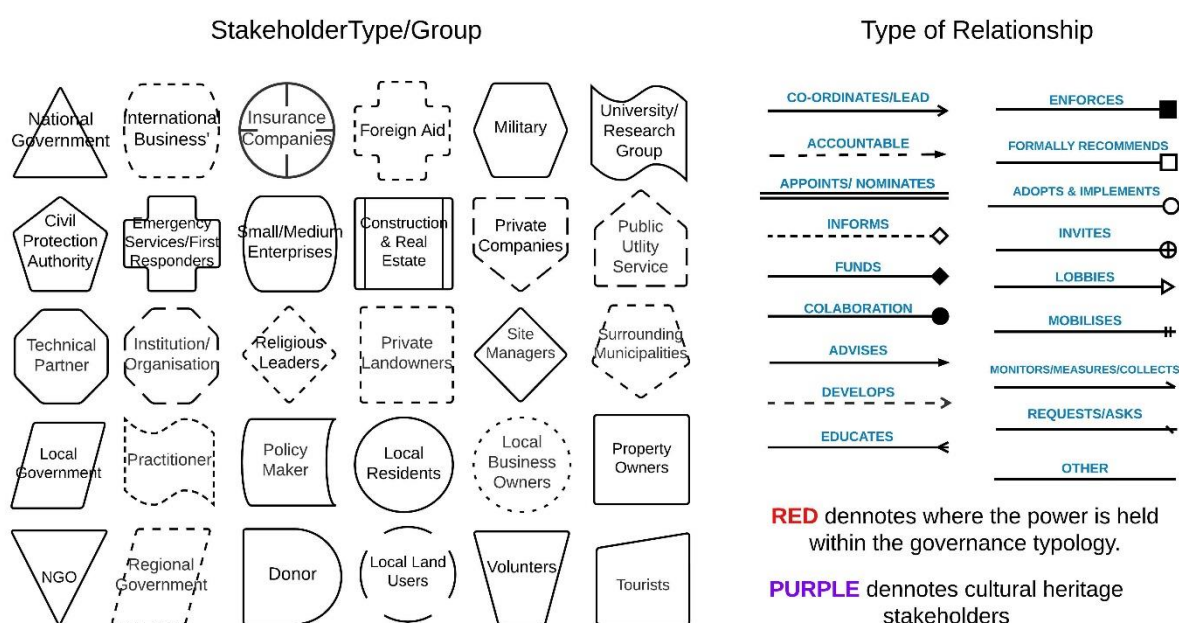 StakeholderType/Group
National
Government
International
Business'
Insurance
Companies
Foreign Aid
Military
University/
Research
Group
Civil
Protection
Authority
Emergency
Services/First
Responders
Small/Medium
Enterprises
Construction
& Real
Estate
Private
Companies
Public
Utlity
Service
Technical
Partner
Institution/
Organisation
Religious
Leaders
Private
Landowners
Site
Managers
Surrounding
Municipalities
Local
Government
Practitioner
Policy
Maker
Local
Residents
Local
Business
Owners
Property
Owners
NGO
Regional
Government
Donor
Local Land
Users
Volunters
Tourists
Type of Relationship
CO-ORDINATES/LEAD
ACCOUNTABLE
APPOINTS/ NOMINATES
INFORMS
FUNDS
COLABORATION
ADVISES
DEVELOPS
EDUCATES
ENFORCES
FORMALLY RECOMMENDS
ADOPTS & IMPLEMENTS
INVITES
LOBBIES
MOBILISES
MONITORS/MEASURES/COLLECTS
REQUESTS/ASKS
OTHER
RED dennotes where the power is held
within the governance typology.
PURPLE dennotes cultural heritage
stakeholders